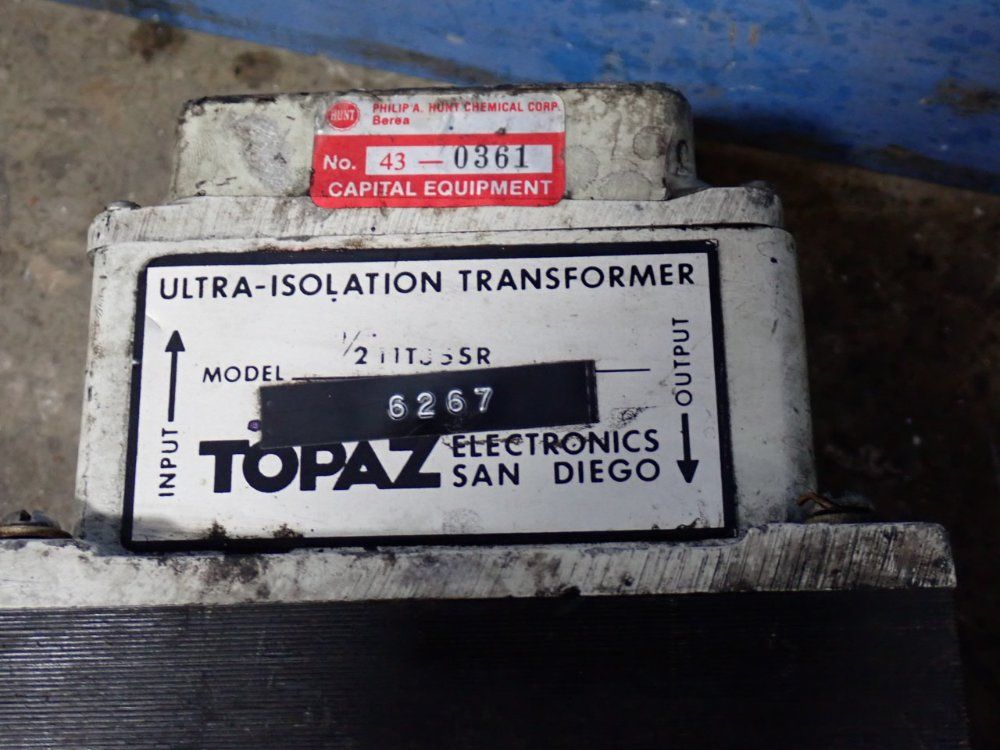 HUNT
PHILIP A. HUNT CHEMICAL CORP.
Berea
No. 43 — 0361
CAPITAL EQUIPMENT
ULTRA-ISOLATION TRANSFORMER
MODEL
6267
TOPAZ ELECTRONICS
SAN DIEGO
INPUT
OUTPUT